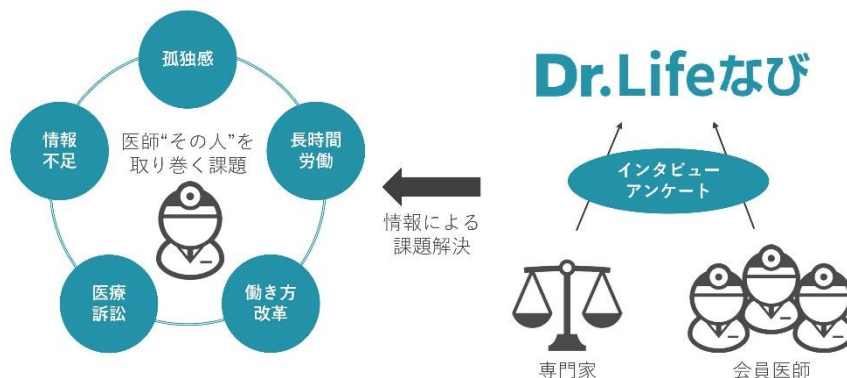 孤独感
情報
不足
長時間
労働
医師“その人”を
取り巻く課題
医療
訴訟
働き方
改革
情報による
課題解決
Dr.Lifeなび
インタビュー
アンケート
専門家
会員医師